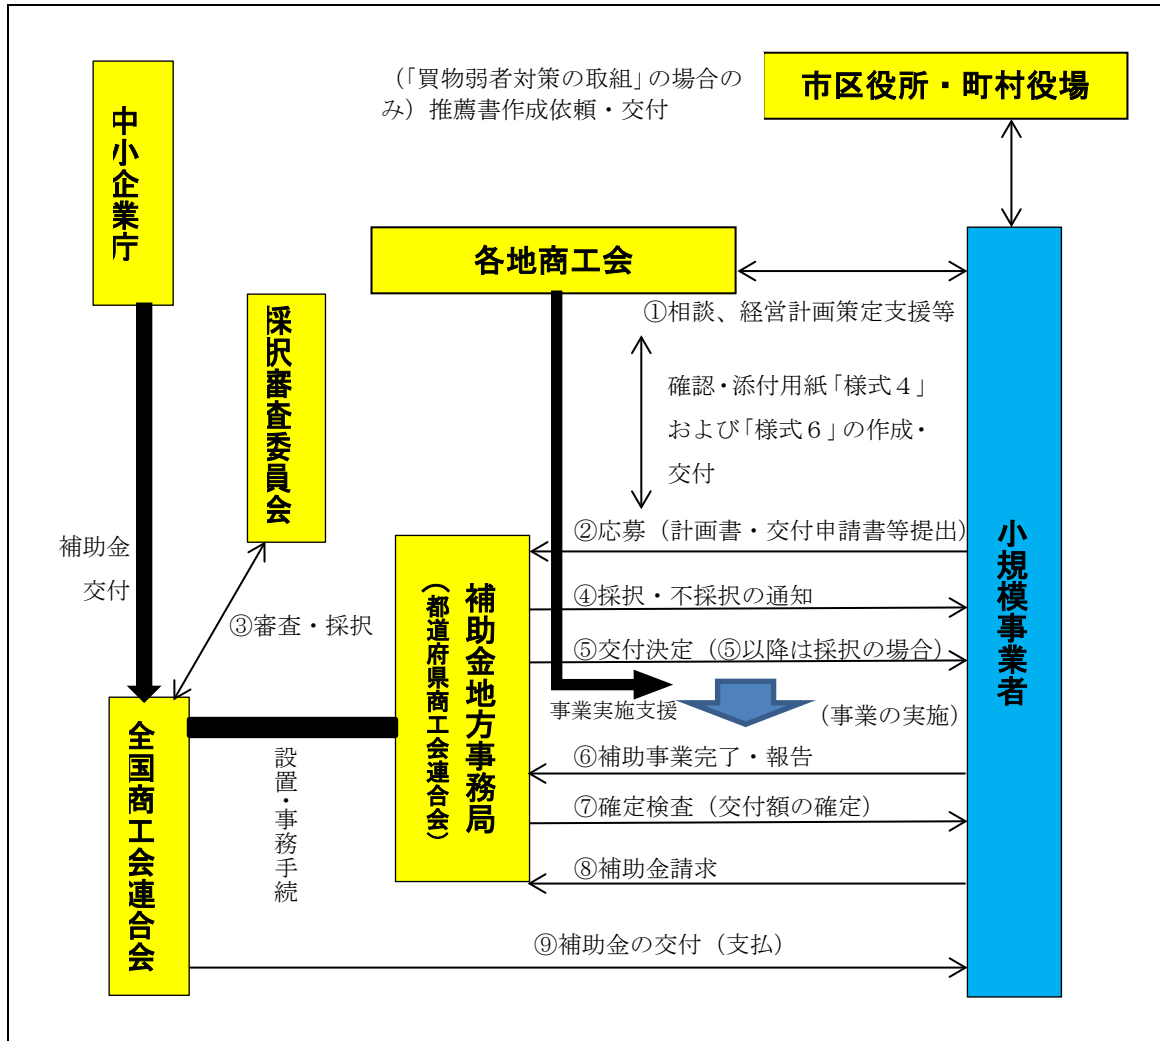 （「買物弱者対策の取組」の場合の
み）推薦書作成依頼・交付
市区役所・町村役場
中小企業庁
各地商工会
採択審査委員会
①相談、経営計画策定支援等
確認・添付用紙「様式４」
および「様式６」の作成・
交付
補助金
交付
③審査・採択
②応募（計画書・交付申請書等提出）
④採択・不採択の通知
⑤交付決定（⑤以降は採択の場合）
事業実施支援
（事業の実施）
補助金地方事務局
（都道府県商工会連合会）
小規模事業者
全国商工会連合会
設置・事務手続
⑥補助事業完了・報告
⑦確定検査（交付額の確定）
⑧補助金請求
⑨補助金の交付（支払）